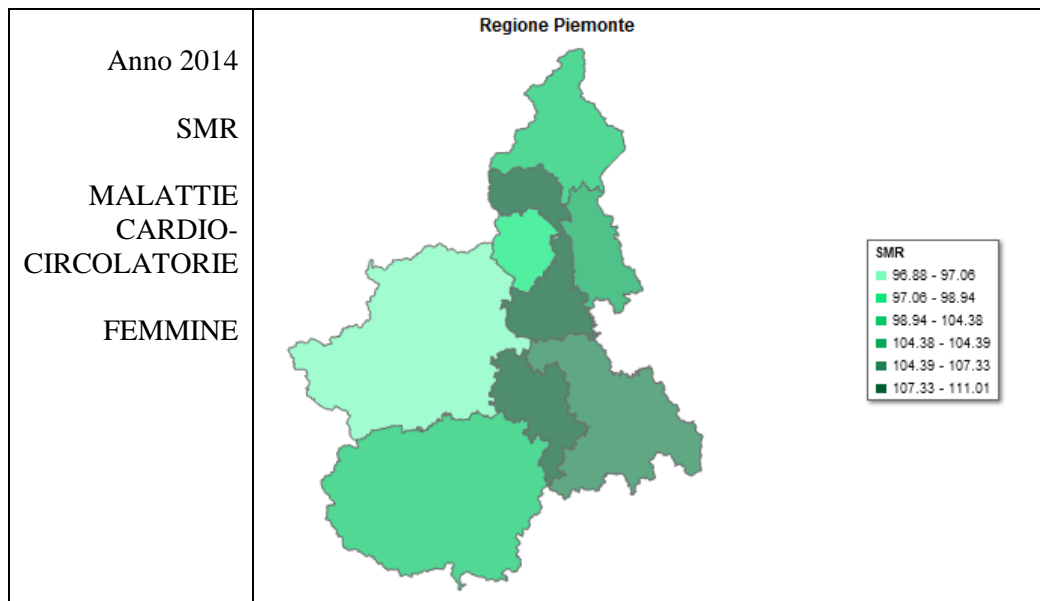 Regione Piemonte
Anno 2014
SMR
MALATTIE
CARDIO-
CIRCOLATORIE
FEMMINE
SMR
96.88 - 97.06
97.06 - 98.94
98.94 - 104.38
104.38 - 104.39
104.39 - 107.33
107.33 - 111.01